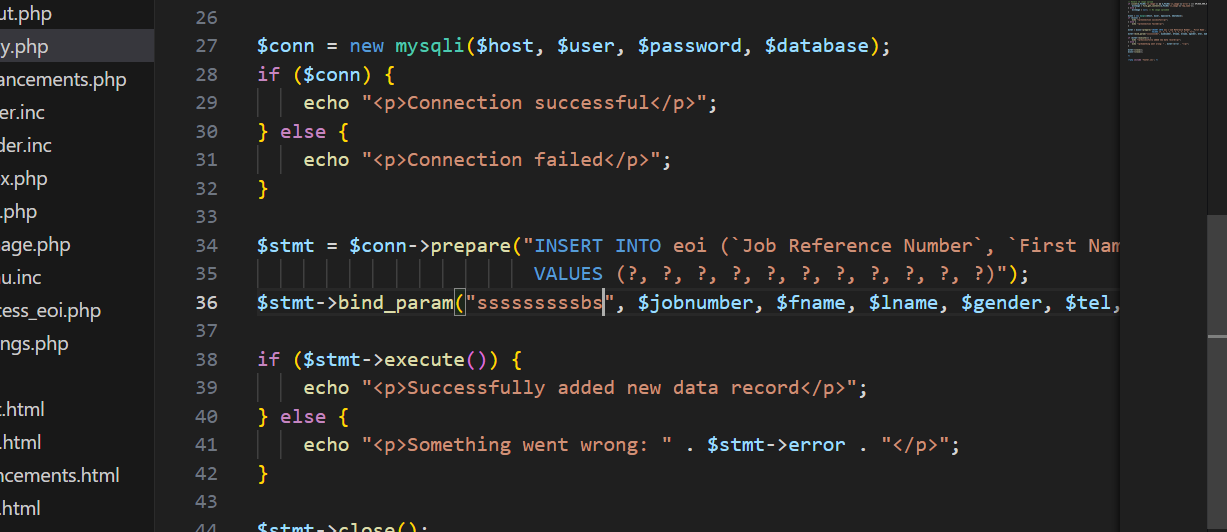 ut.php
y.php
ancements.php
er.inc
der.inc
x.php
.php
nage.php
nu.inc
cess_eoi.php
ngs.php
t.html
.html
ncements.html
.html
26
27 $conn = new mysqli($host, $user, $password, $database);
28 if ($conn) {
29 echo "<p>Connection successful</p>";
30 } else {
31 echo "<p>Connection failed</p>";
32 }
33
34 $stmt = $conn->prepare("INSERT INTO eoi (`Job Reference Number`, `First Nam
35 VALUES (?, ?, ?, ?, ?, ?, ?, ?, ?, ?, ?)");
36 $stmt->bind_param("sssssssssbs", $jobnumber, $fname, $lname, $gender, $tel,
37
38 if ($stmt->execute()) {
39 echo "<p>Successfully added new data record</p>";
40 } else {
41 echo "<p>Something went wrong: " . $stmt->error . "</p>";
42 }
43
44 $stmt->close();